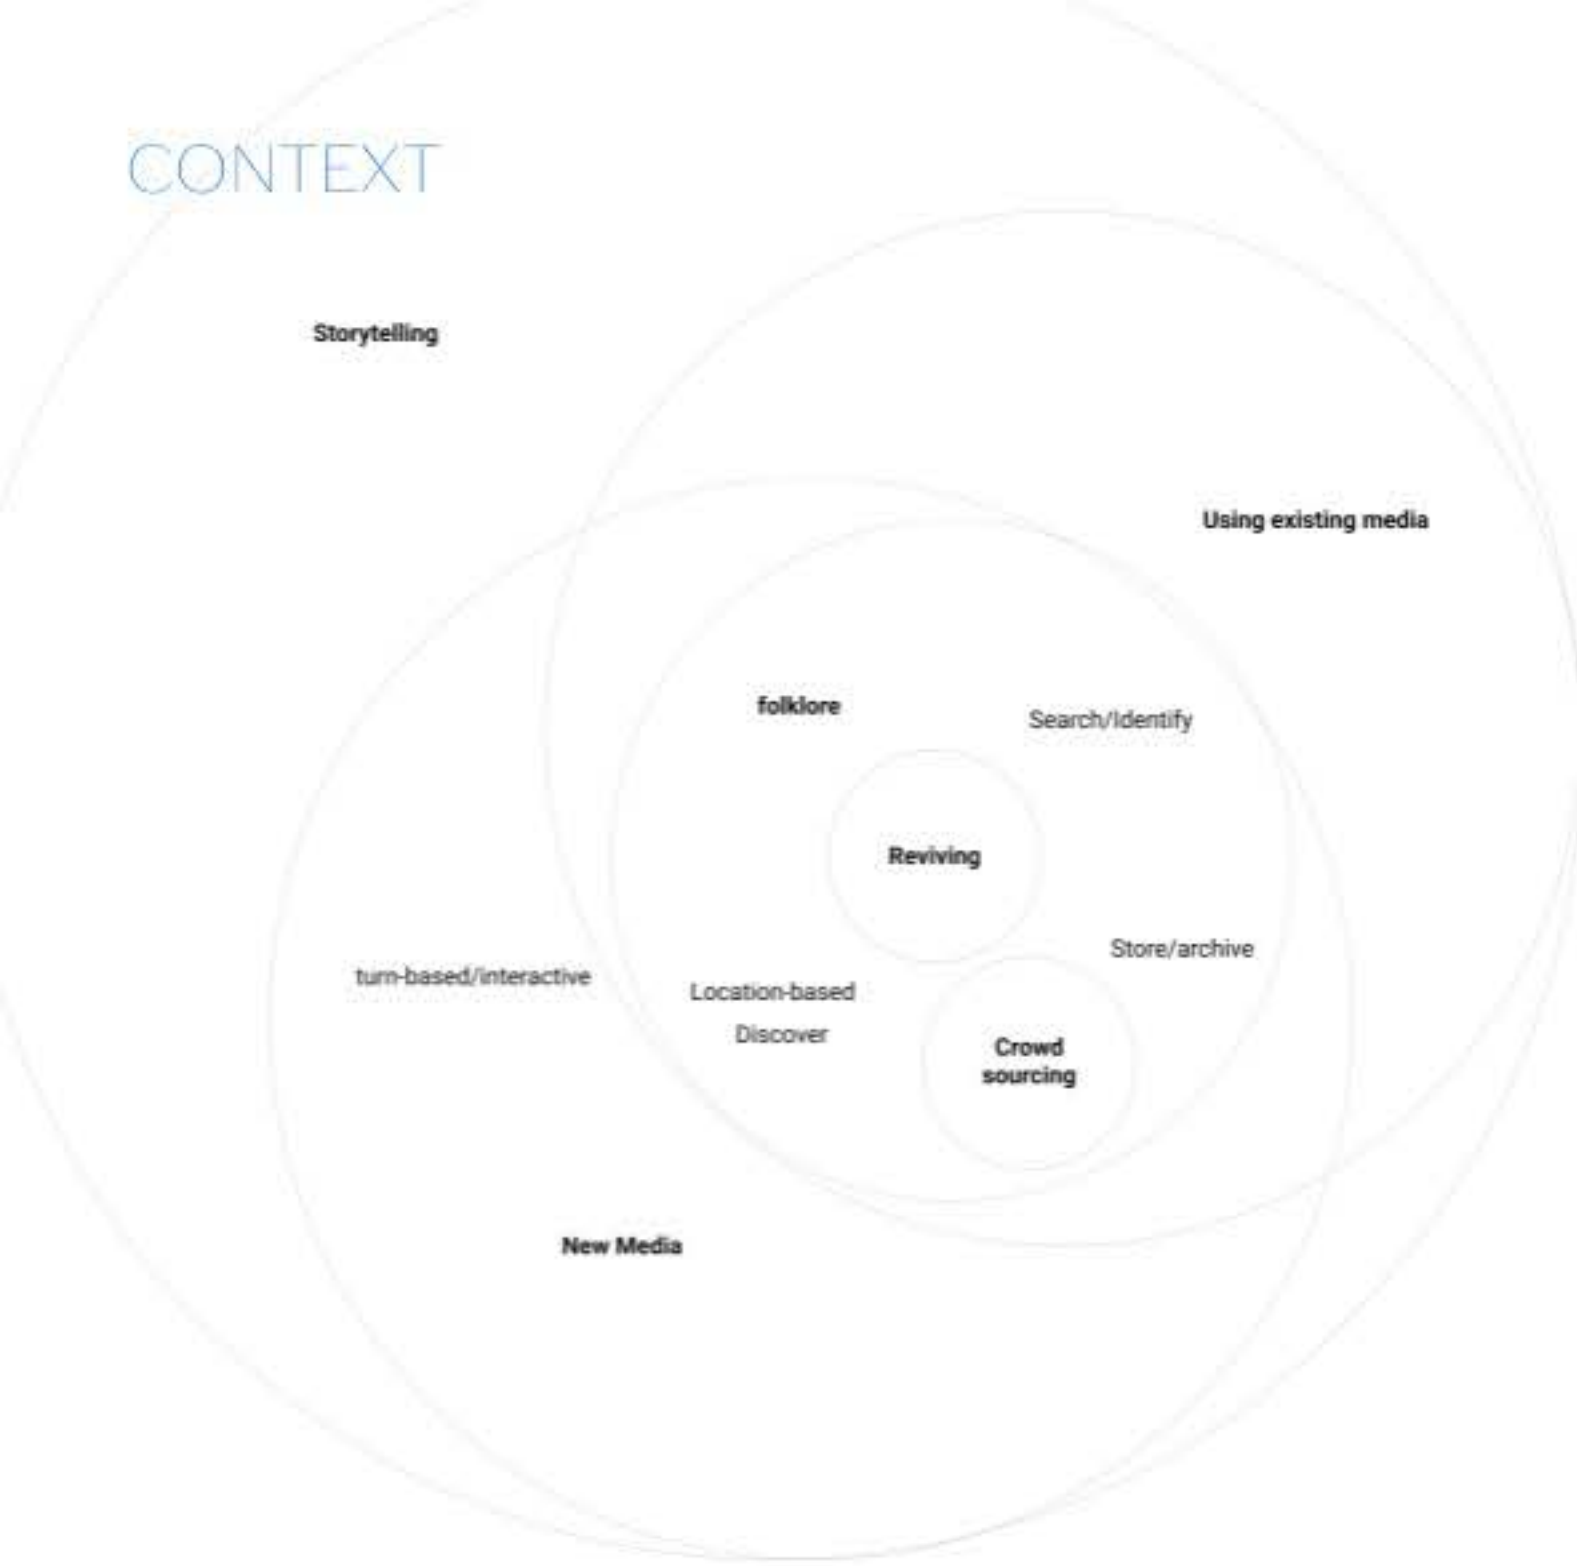 CONTEXT
Storytelling
Using existing media
folklore
Search/Identify
Reviving
Store/archive
turn-based/interactive
Location-based
Discover
Crowd
sourcing
New Media